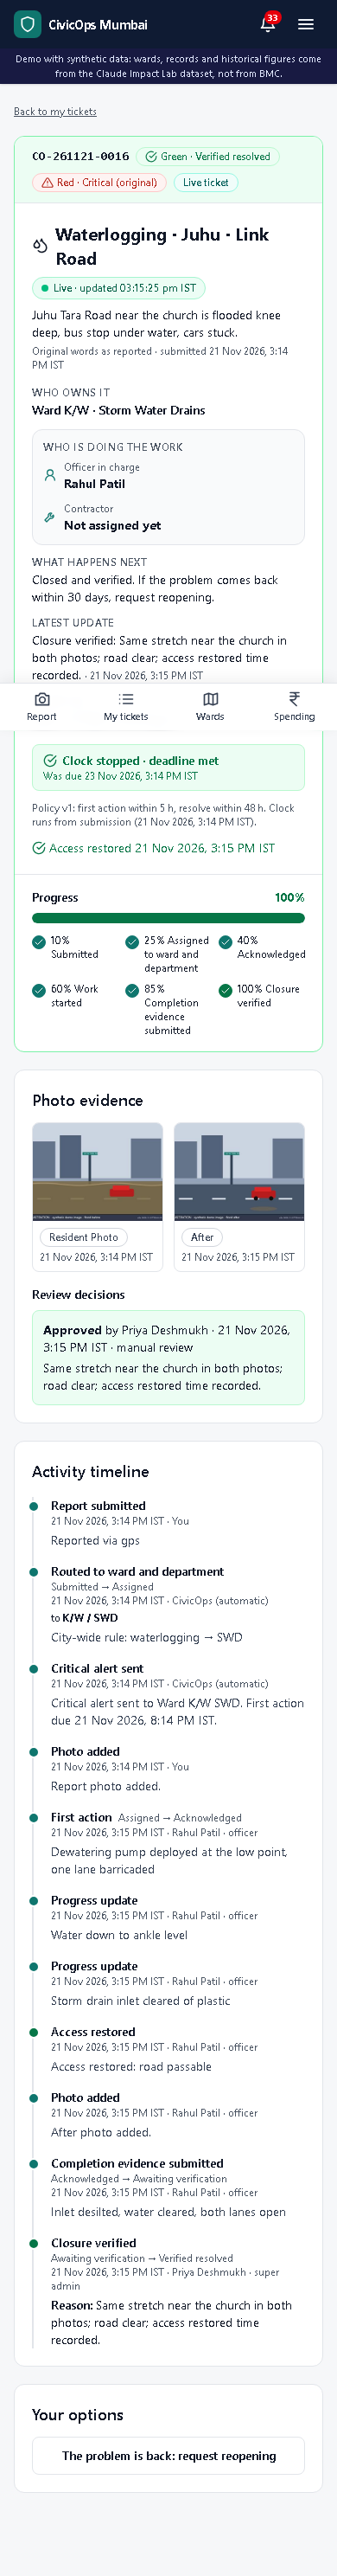 CivicOps Mumbai
33
Demo with synthetic data: wards, records and historical figures come
from the Claude Impact Lab dataset, not from BMC.
Back to my tickets
CO-261121-0016
Green · Verified resolved
Red · Critical (original)
Live ticket
Waterlogging · Juhu · Link
Road
Live · updated 03:15:25 pm IST
Juhu Tara Road near the church is flooded knee
deep, bus stop under water, cars stuck.
Original words as reported · submitted 21 Nov 2026, 3:14
PM IST
WHO OWNS IT
Ward K/W · Storm Water Drains
WHO IS DOING THE WORK
Officer in charge
Rahul Patil
Contractor
Not assigned yet
WHAT HAPPENS NEXT
Closed and verified. If the problem comes back
within 30 days, request reopening.
LATEST UPDATE
Closure verified: Same stretch near the church in
both photos; road clear; access restored time
recorded. · 21 Nov 2026, 3:15 PM IST
Report
My tickets
Wards
Spending
Clock stopped · deadline met
Was due 23 Nov 2026, 3:14 PM IST
Policy v1: first action within 5 h, resolve within 48 h. Clock
runs from submission (21 Nov 2026, 3:14 PM IST).
Access restored 21 Nov 2026, 3:15 PM IST
Progress
100%
10%
Submitted
25% Assigned
to ward and
department
40%
Acknowledged
60% Work
started
85%
Completion
evidence
submitted
100% Closure
verified
Photo evidence
Resident Photo
21 Nov 2026, 3:14 PM IST
After
21 Nov 2026, 3:15 PM IST
Review decisions
Approved by Priya Deshmukh · 21 Nov 2026,
3:15 PM IST · manual review
Same stretch near the church in both photos;
road clear; access restored time recorded.
Activity timeline
Report submitted
21 Nov 2026, 3:14 PM IST · You
Reported via gps
Routed to ward and department
Submitted → Assigned
21 Nov 2026, 3:14 PM IST · CivicOps (automatic)
to K/W / SWD
City-wide rule: waterlogging → SWD
Critical alert sent
21 Nov 2026, 3:14 PM IST · CivicOps (automatic)
Critical alert sent to Ward K/W SWD. First action
due 21 Nov 2026, 8:14 PM IST.
Photo added
21 Nov 2026, 3:14 PM IST · You
Report photo added.
First action Assigned → Acknowledged
21 Nov 2026, 3:15 PM IST · Rahul Patil · officer
Dewatering pump deployed at the low point,
one lane barricaded
Progress update
21 Nov 2026, 3:15 PM IST · Rahul Patil · officer
Water down to ankle level
Progress update
21 Nov 2026, 3:15 PM IST · Rahul Patil · officer
Storm drain inlet cleared of plastic
Access restored
21 Nov 2026, 3:15 PM IST · Rahul Patil · officer
Access restored: road passable
Photo added
21 Nov 2026, 3:15 PM IST · Rahul Patil · officer
After photo added.
Completion evidence submitted
Acknowledged → Awaiting verification
21 Nov 2026, 3:15 PM IST · Rahul Patil · officer
Inlet desilted, water cleared, both lanes open
Closure verified
Awaiting verification → Verified resolved
21 Nov 2026, 3:15 PM IST · Priya Deshmukh · super
admin
Reason: Same stretch near the church in both
photos; road clear; access restored time
recorded.
Your options
The problem is back: request reopening